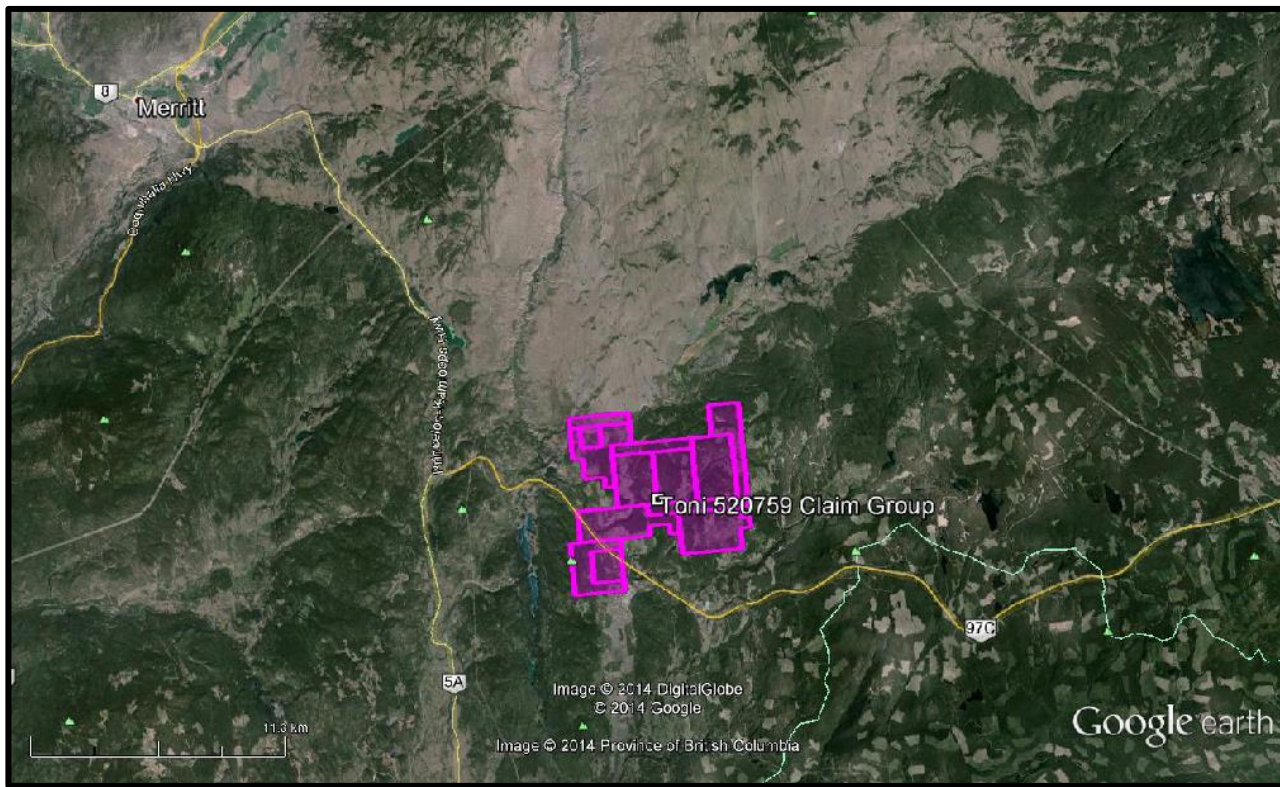 8
Merritt
Coquihalla Hwy
Princeton-Kamloops Hwy
Toni 520759 Claim Group
97C
5A
Image © 2014 DigitalGlobe
© 2014 Google
11.3 km
Image © 2014 Province of British Columbia
Google earth